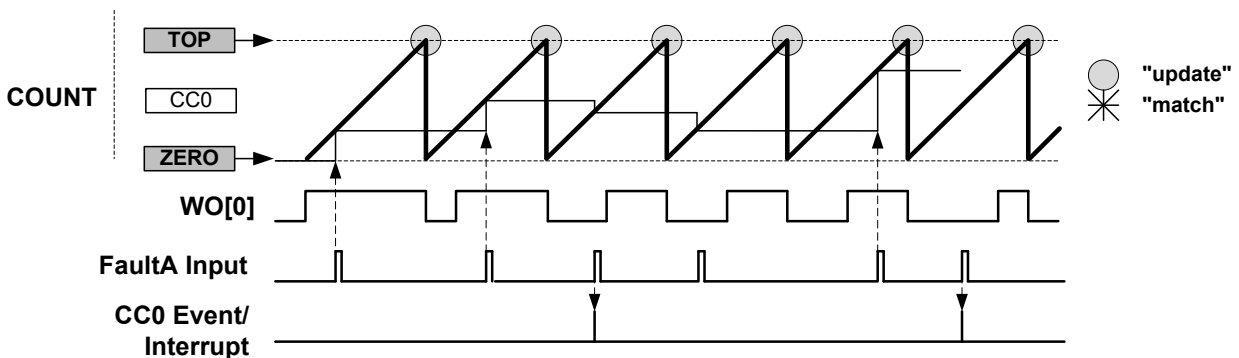 TOP
COUNT
CC0
ZERO
"update"
"match"
WO[0]
FaultA Input
CC0 Event/
Interrupt